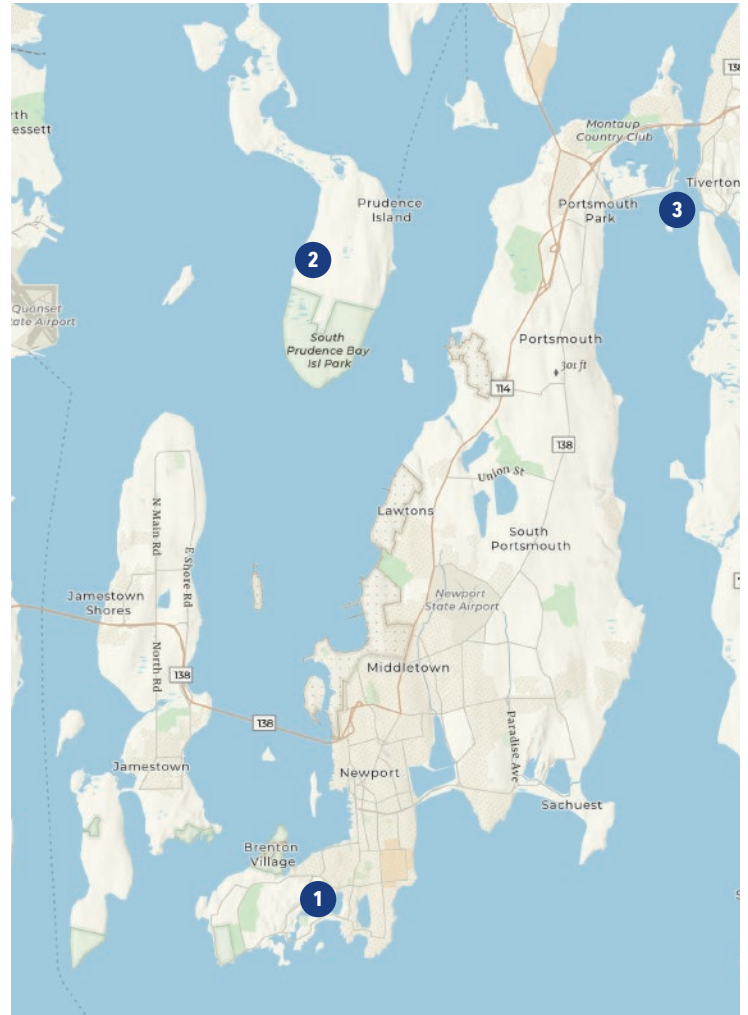 138
rth
essett
Montaup
Country Club
Tiverton
Prudence
Island
Portsmouth
Park
3
2
Quonset
tate Airport
South
Prudence Bay
Isl Park
Portsmouth
301 ft
114
138
Union St
Lawtons
N Main Rd
E Shore Rd
South
Portsmouth
Jamestown
Shores
Newport
State Airport
North Rd
138
Middletown
138
Paradise Ave
Jamestown
Newport
Sachuest
Brenton
Village
1